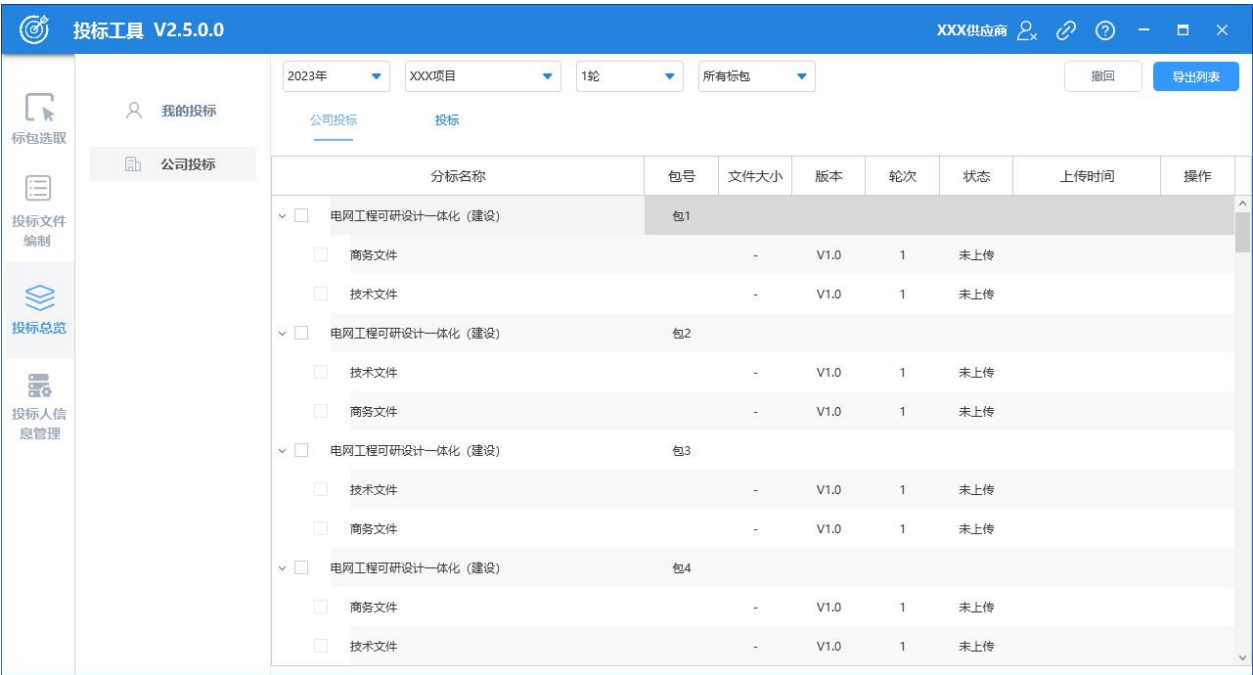 投标工具 V2.5.0.0
XXX供应商
2023年 XXX项目 1轮 所有标包 撤回 导出列表
标包选取
投标文件
编制
投标总览
投标人信
息管理
我的投标
公司投标
公司投标 投标
分标名称 包号 文件大小 版本 轮次 状态 上传时间 操作
电网工程可研设计一体化（建设） 包1
商务文件 - V1.0 1 未上传
技术文件 - V1.0 1 未上传
电网工程可研设计一体化（建设） 包2
技术文件 - V1.0 1 未上传
商务文件 - V1.0 1 未上传
电网工程可研设计一体化（建设） 包3
技术文件 - V1.0 1 未上传
商务文件 - V1.0 1 未上传
电网工程可研设计一体化（建设） 包4
商务文件 - V1.0 1 未上传
技术文件 - V1.0 1 未上传